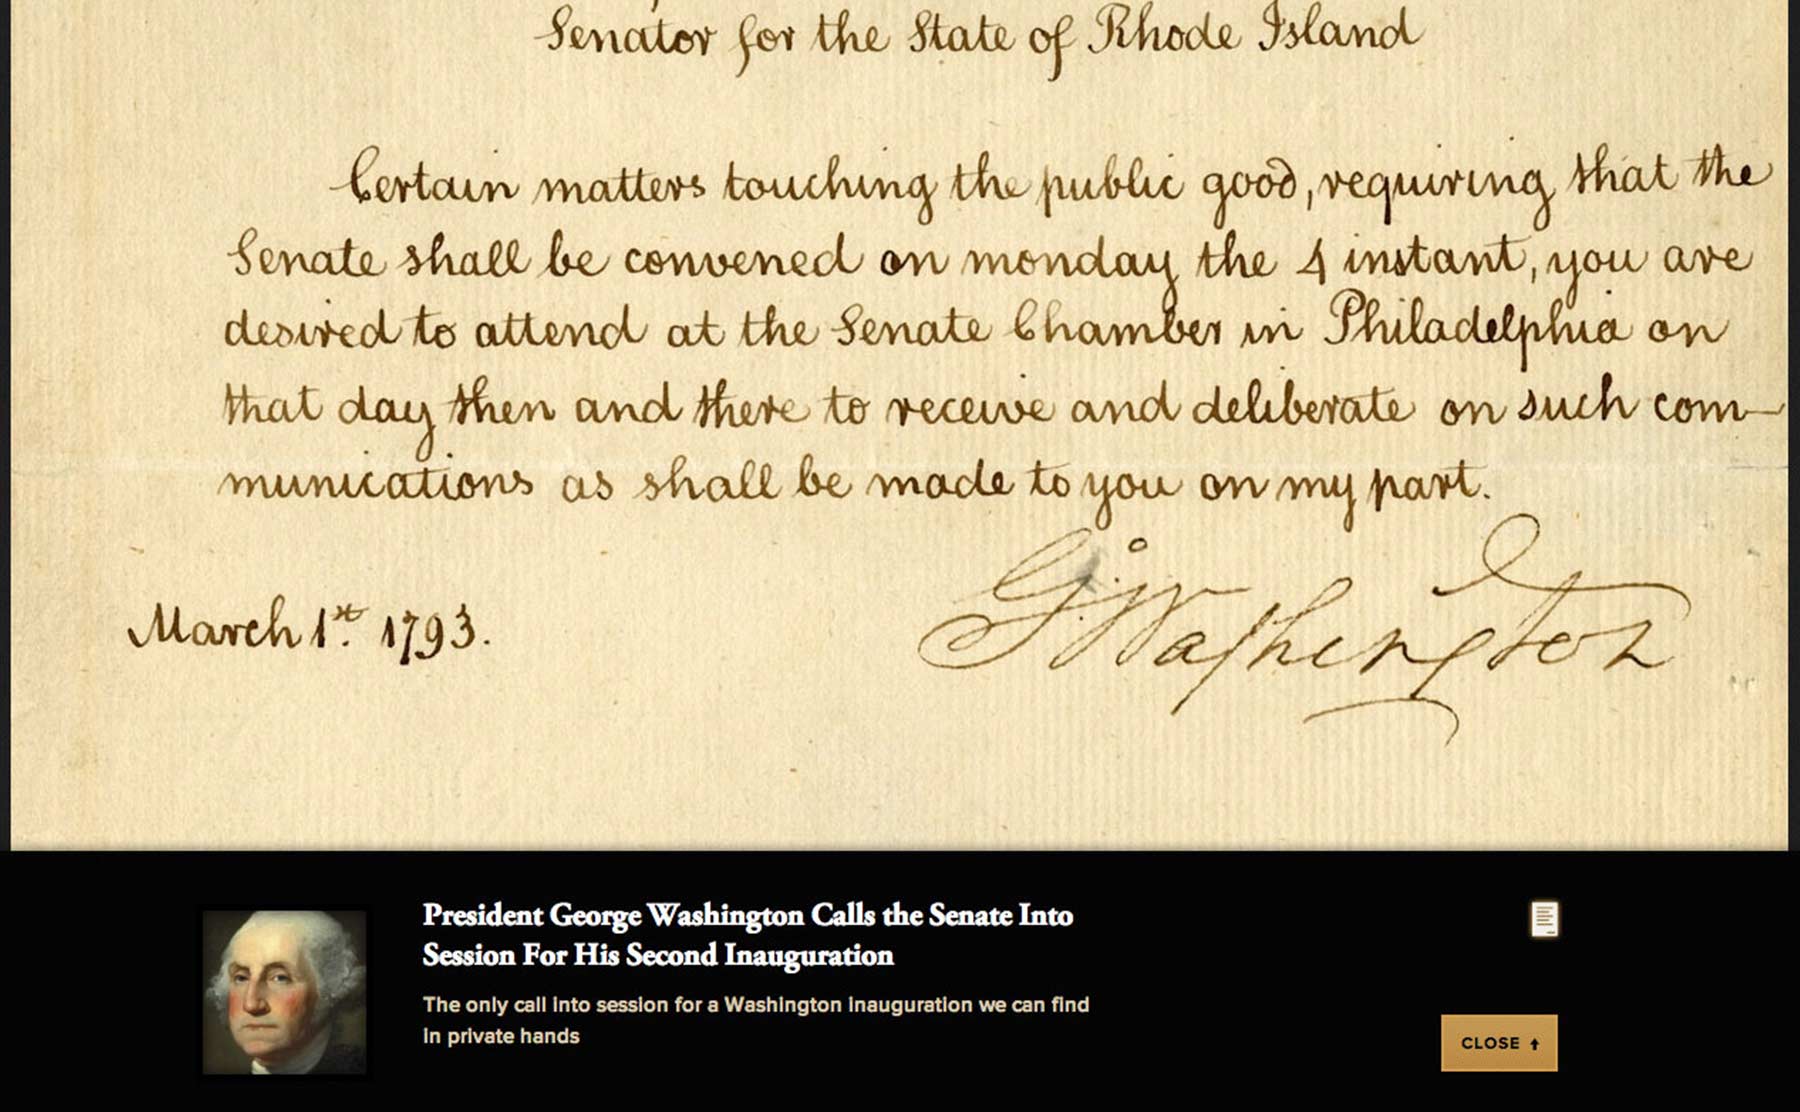 Senator for the State of Rhode Island
Certain matters touching the public good, requiring that the
Senate shall be convened on monday the 4 instant, you are
desired to attend at the Senate Chamber in Philadelphia on
that day then and there to receive and deliberate on such com-
munications as shall be made to you on my part.
G:Washington
March 1st. 1793.
President George Washington Calls the Senate Into
Session For His Second Inauguration
The only call into session for a Washington inauguration we can find
in private hands
CLOSE